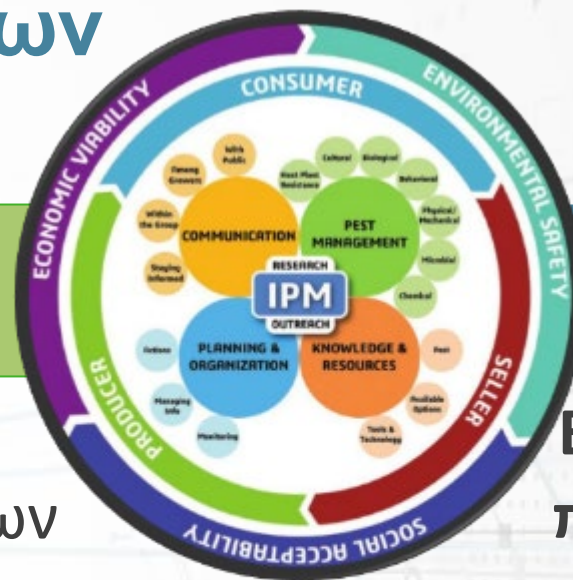 ων
ECONOMIC VIABILITY
ENVIRONMENTAL SAFETY
SOCIAL ACCEPTABILITY
CONSUMER
SELLER
PRODUCER
COMMUNICATION
With
Public
Among
Growers
Within
the Group
Staying
Informed
PEST
MANAGEMENT
Host Plant
Resistance
Cultural
Biological
Behavioral
Physical/
Mechanical
Microbial
Chemical
RESEARCH
IPM
OUTREACH
PLANNING &
ORGANIZATION
Actions
Managing
Info
Monitoring
KNOWLEDGE &
RESOURCES
Pest
Available
Options
Tools &
Technology
ων
π